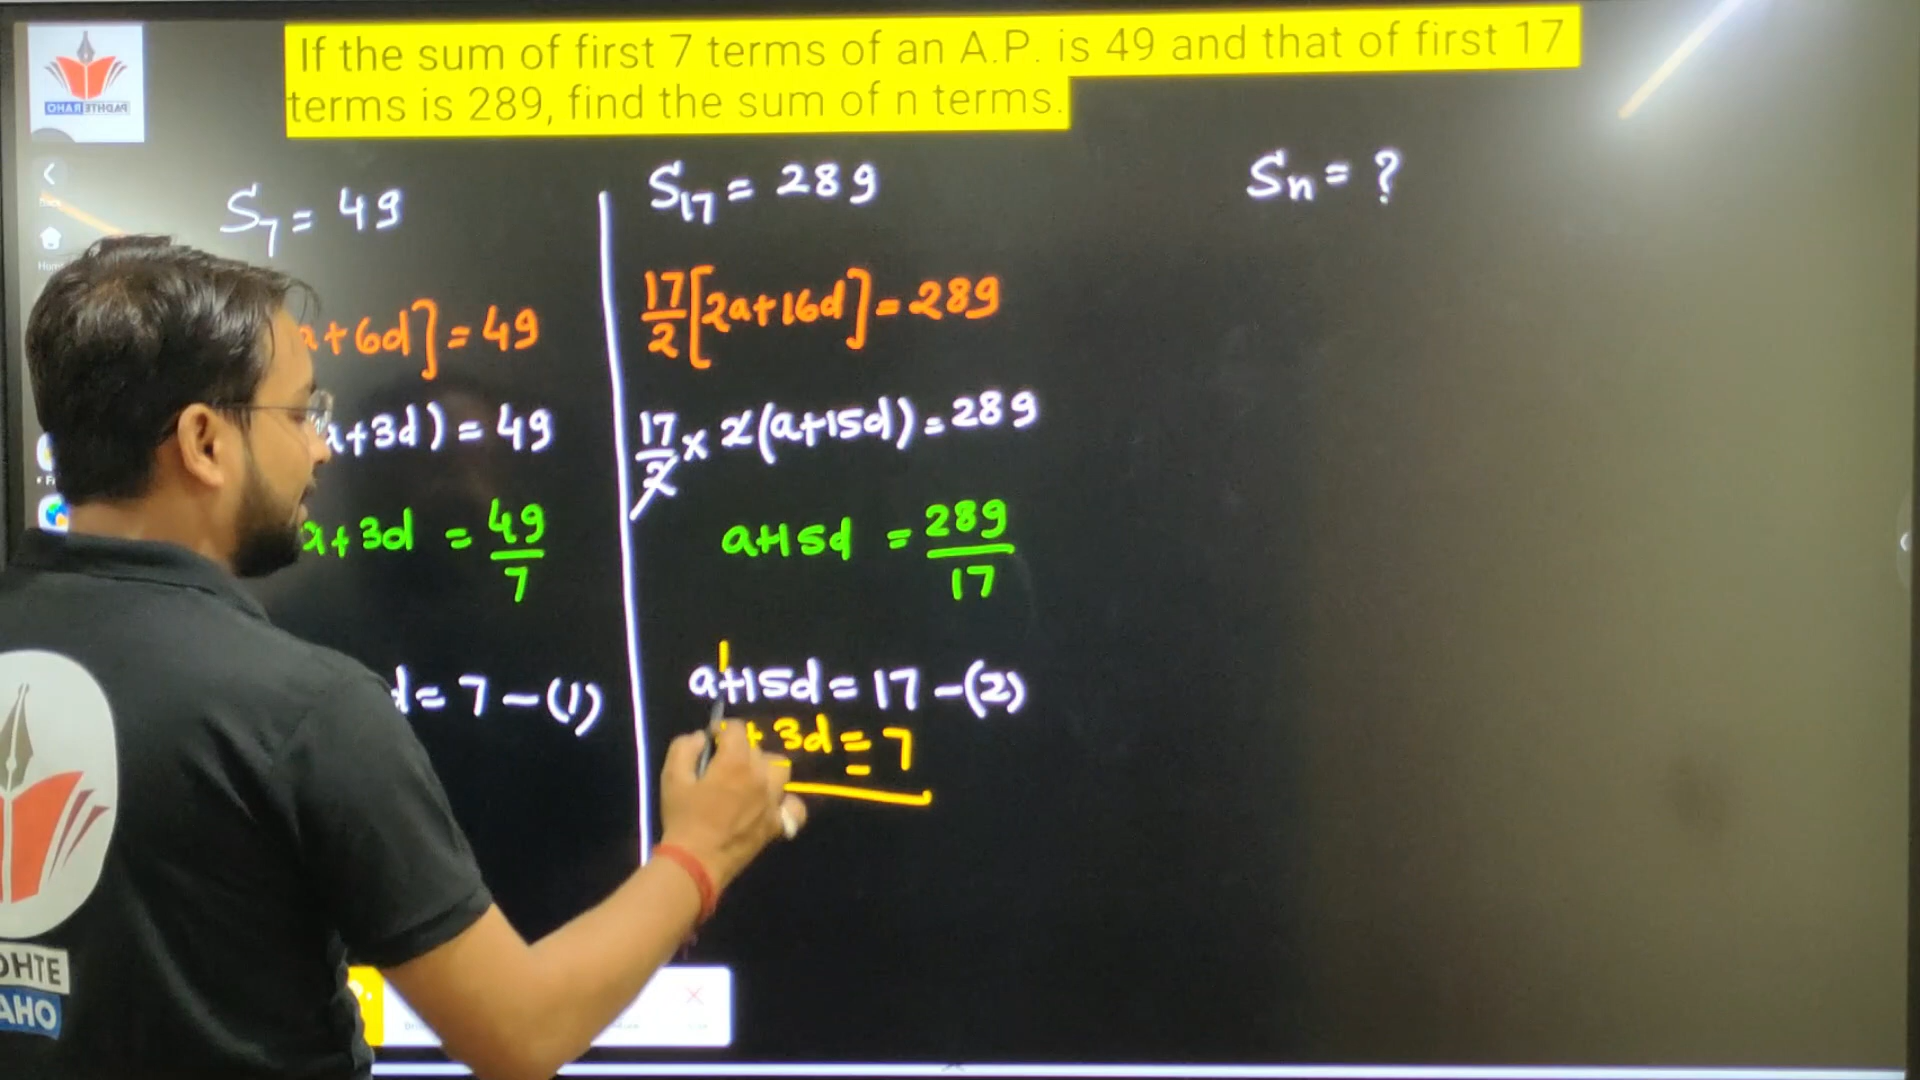 If the sum of first 7 terms of an A.P. is 49 and that of first 17
terms is 289, find the sum of n terms.
PADHTE RAHO
S7 = 49
a+6d] = 49
a+3d) = 49
a+3d = 49/7
d = 7 -(1)
S17 = 289
17/2[2a+16d] = 289
17/2 × 2(a+15d) = 289
a+15d = 289/17
a+15d = 17 -(2)
+ 3d = 7
Sn = ?
DHTE
AHO